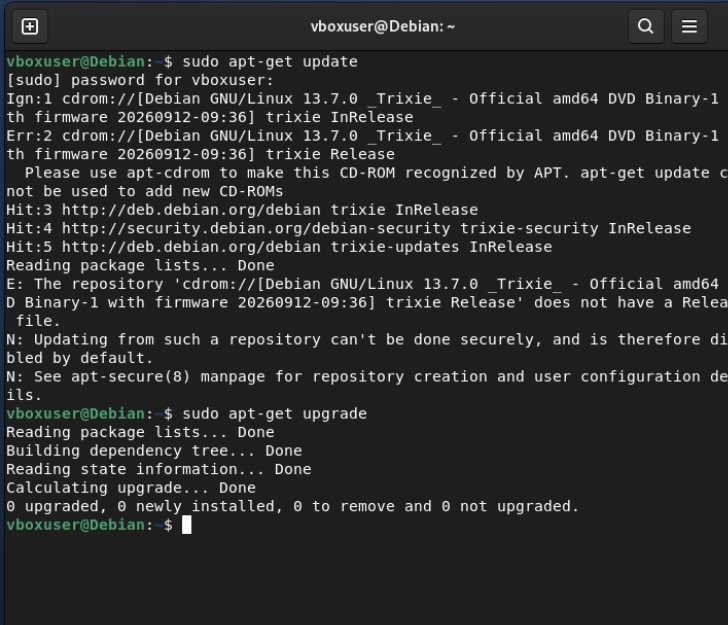 vboxuser@Debian: ~
vboxuser@Debian:~$ sudo apt-get update
[sudo] password for vboxuser:
Ign:1 cdrom://[Debian GNU/Linux 13.7.0 _Trixie_ - Official amd64 DVD Binary-1
th firmware 20260912-09:36] trixie InRelease
Err:2 cdrom://[Debian GNU/Linux 13.7.0 _Trixie_ - Official amd64 DVD Binary-1
th firmware 20260912-09:36] trixie Release
  Please use apt-cdrom to make this CD-ROM recognized by APT. apt-get update c
not be used to add new CD-ROMs
Hit:3 http://deb.debian.org/debian trixie InRelease
Hit:4 http://security.debian.org/debian-security trixie-security InRelease
Hit:5 http://deb.debian.org/debian trixie-updates InRelease
Reading package lists... Done
E: The repository 'cdrom://[Debian GNU/Linux 13.7.0 _Trixie_ - Official amd64
D Binary-1 with firmware 20260912-09:36] trixie Release' does not have a Relea
 file.
N: Updating from such a repository can't be done securely, and is therefore di
bled by default.
N: See apt-secure(8) manpage for repository creation and user configuration de
ils.
vboxuser@Debian:~$ sudo apt-get upgrade
Reading package lists... Done
Building dependency tree... Done
Reading state information... Done
Calculating upgrade... Done
0 upgraded, 0 newly installed, 0 to remove and 0 not upgraded.
vboxuser@Debian:~$